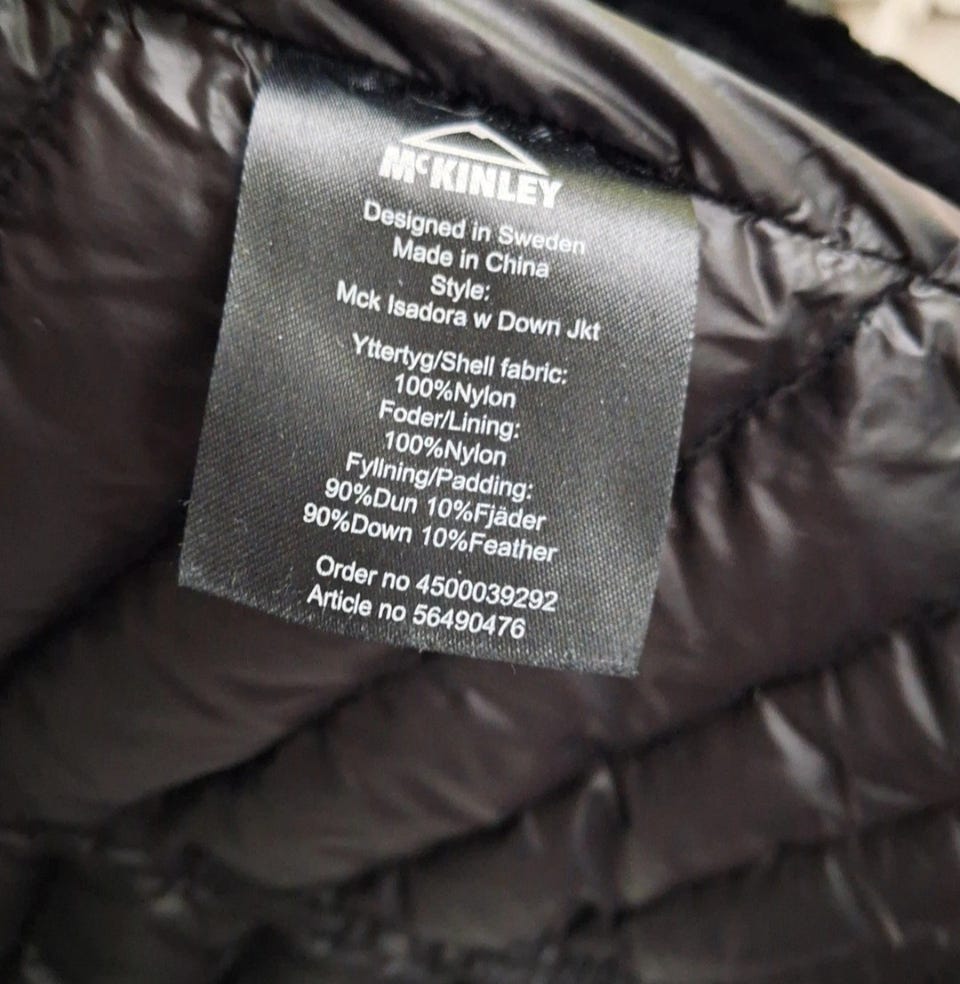 McKINLEY
Designed in Sweden
Made in China
Style:
Mck Isadora w Down Jkt
Yttertyg/Shell fabric:
100%Nylon
Foder/Lining:
100%Nylon
Fyllning/Padding:
90%Dun 10%Fjäder
90%Down 10%Feather
Order no 4500039292
Article no 56490476